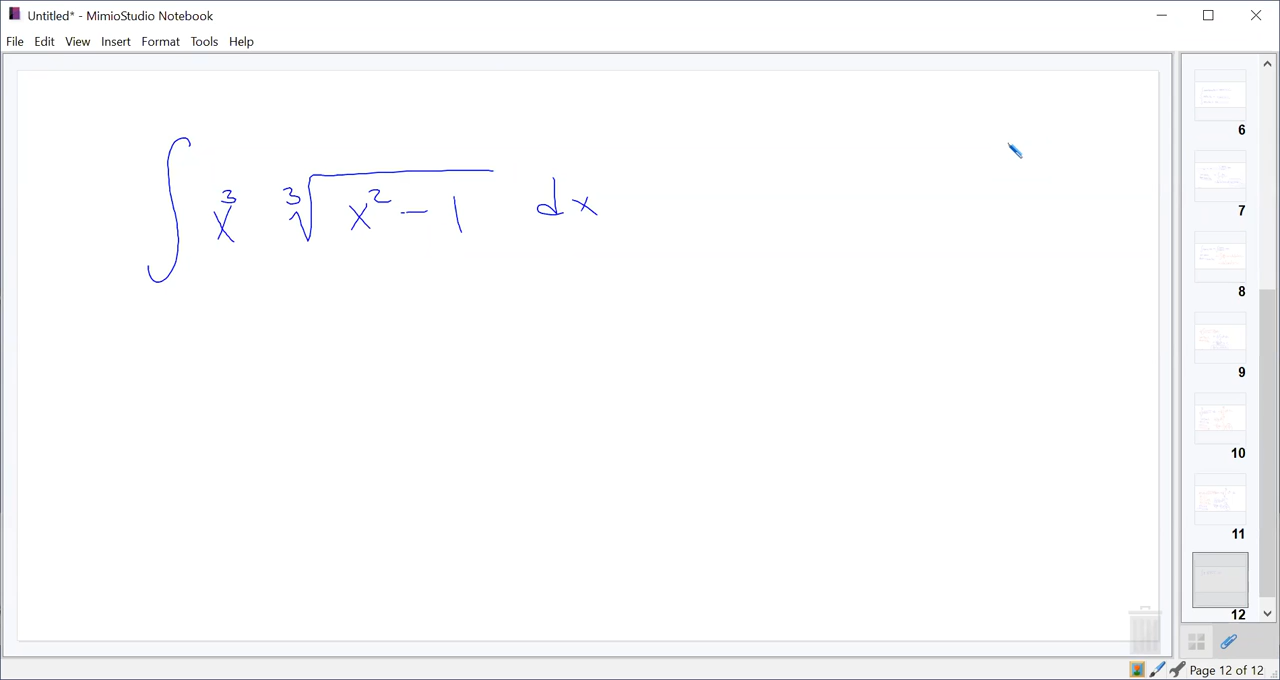 Untitled* - MimioStudio Notebook
File Edit View Insert Format Tools Help
∫ x³ ∛(x² − 1) dx
6
7
8
9
10
11
12
Page 12 of 12